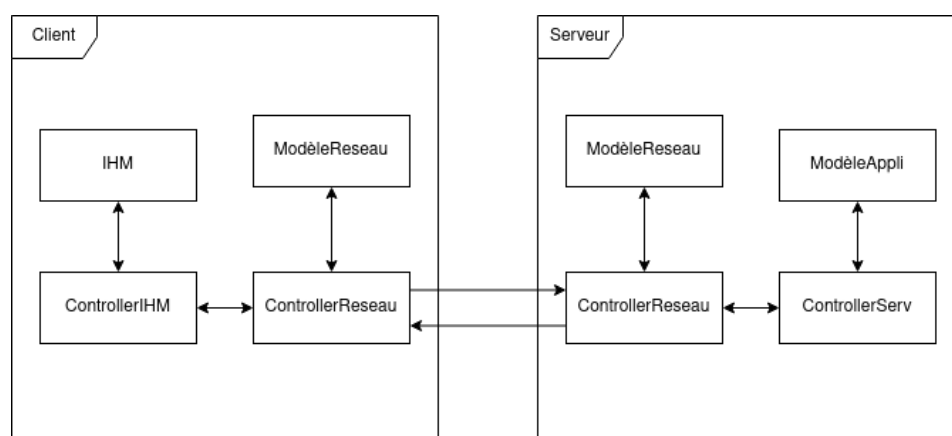 Client
Serveur
IHM
ModèleReseau
ModèleReseau
ModèleAppli
ControllerIHM
ControllerReseau
ControllerReseau
ControllerServ